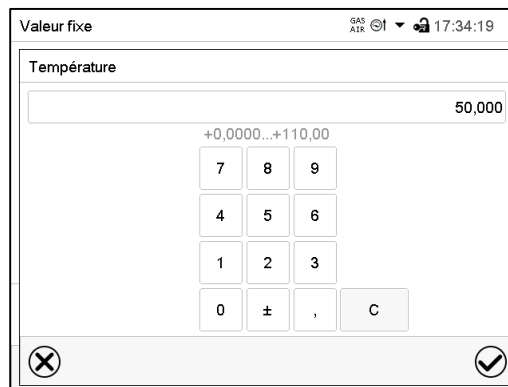 Valeur fixe GAS AIR 17:34:19
Température
50,000
+0,0000...+110,00
7 8 9
4 5 6
1 2 3
0 ± , C